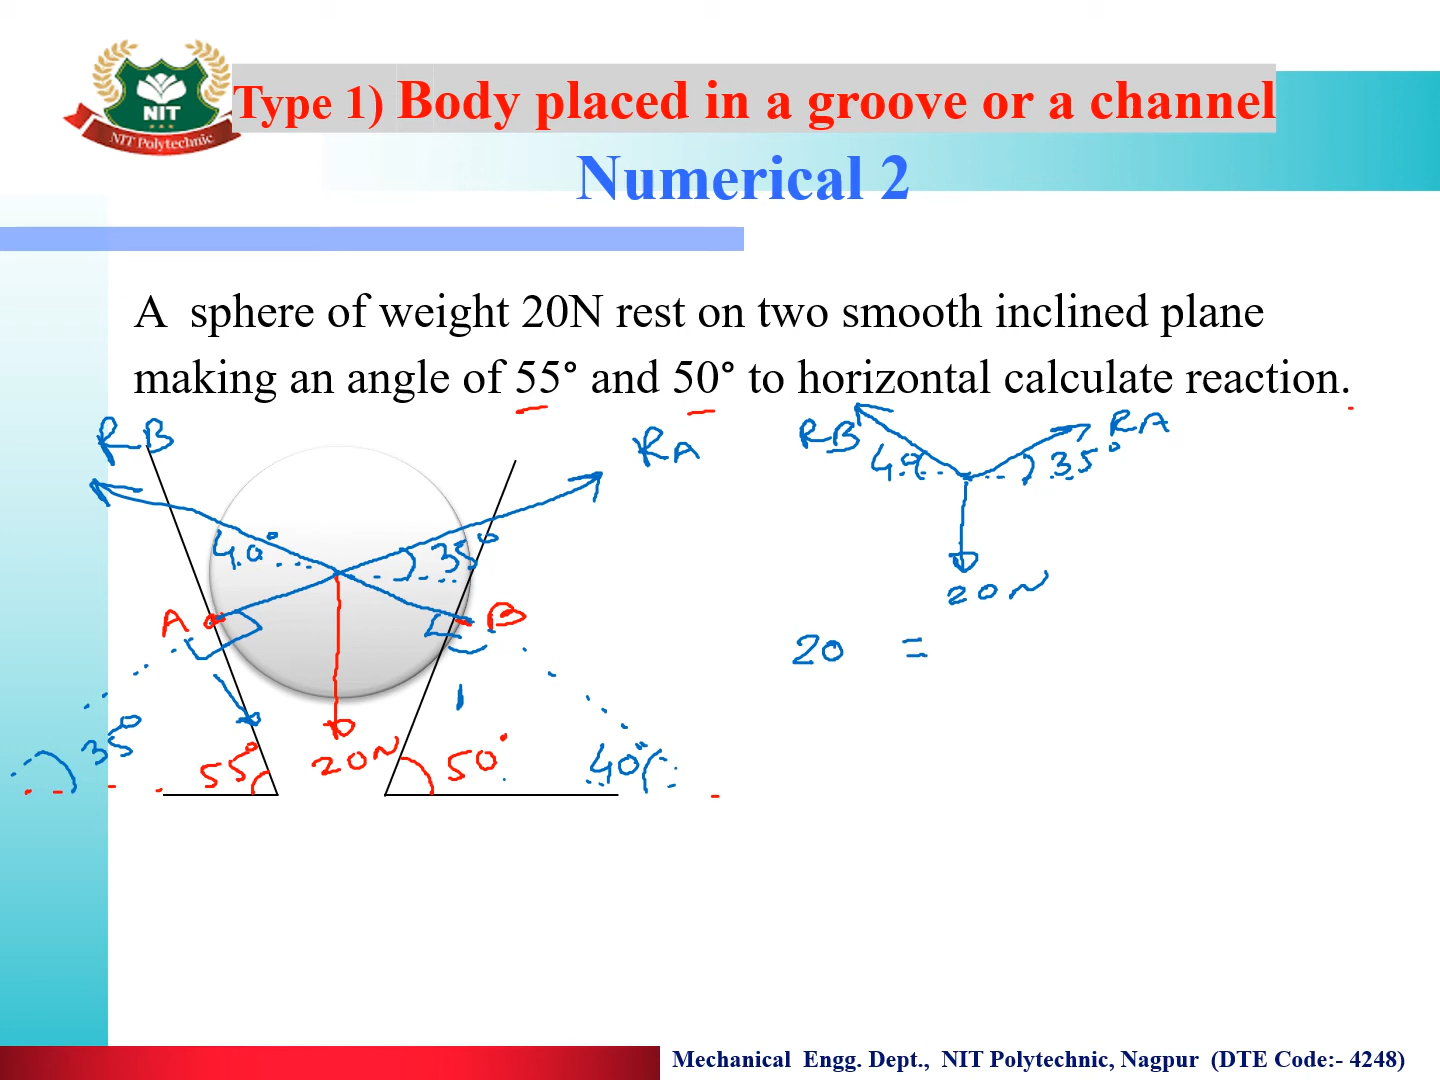 NIT
NIT Polytechnic
Type 1) Body placed in a groove or a channel
Numerical 2
A sphere of weight 20N rest on two smooth inclined plane
making an angle of 55° and 50° to horizontal calculate reaction.
RB
RA
RB
40
RA
35°
40°
35°
20N
A
B
20 =
35°
55°
20N
50°
40°
Mechanical Engg. Dept., NIT Polytechnic, Nagpur (DTE Code:- 4248)